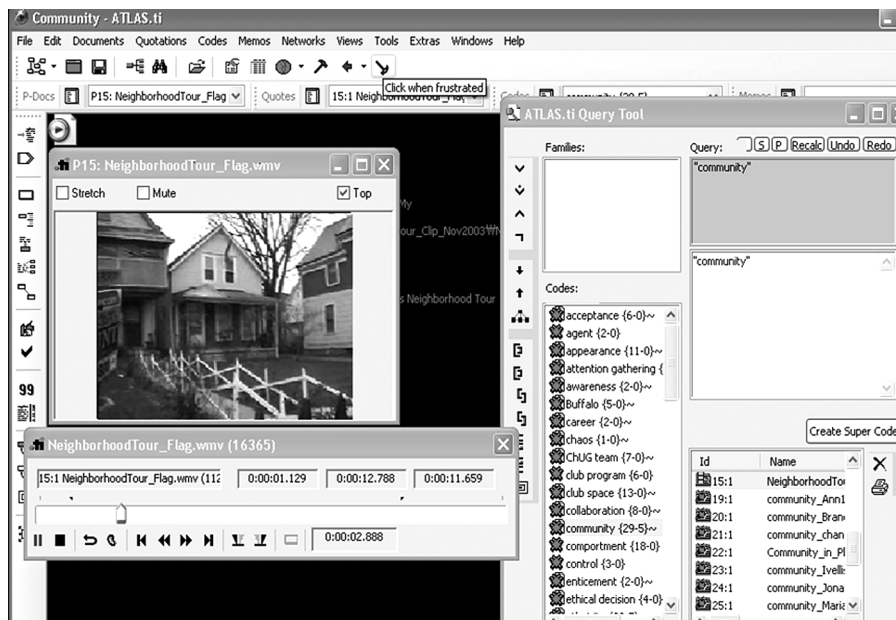 Community - ATLAS.ti
File Edit Documents Quotations Codes Memos Networks Views Tools Extras Windows Help
Click when frustrated
P-Docs P15: NeighborhoodTour_Flag Quotes 15:1 Codes Memos
ATLAS.ti Query Tool
P15: NeighborhoodTour_Flag.wmv
Stretch Mute Top
My
our_Clip_Nov2003
s Neighborhood Tour
Families:
Query: S P Recalc Undo Redo
"community"
"community"
Codes:
acceptance {6-0}~
agent {2-0}
appearance {11-0}~
attention gathering {
awareness {2-0}~
Buffalo {5-0}~
career {2-0}~
chaos {1-0}~
ChUG team {7-0}~
club program {6-0}
club space {13-0}~
collaboration {8-0}~
community {29-5}~
comportment {18-0}
control {3-0}
enticement {2-0}~
ethical decision {4-0}
Create Super Code
Id Name
15:1 NeighborhoodTou
19:1 community_Ann1
20:1 community_Bran
21:1 community_chan
22:1 Community_in_Pl
23:1 community_Ivelli
24:1 community_Jona
25:1 community_Maria
99
NeighborhoodTour_Flag.wmv (16365)
15:1 NeighborhoodTour_Flag.wmv (112 0:00:01.129 0:00:12.788 0:00:11.659
0:00:02.888